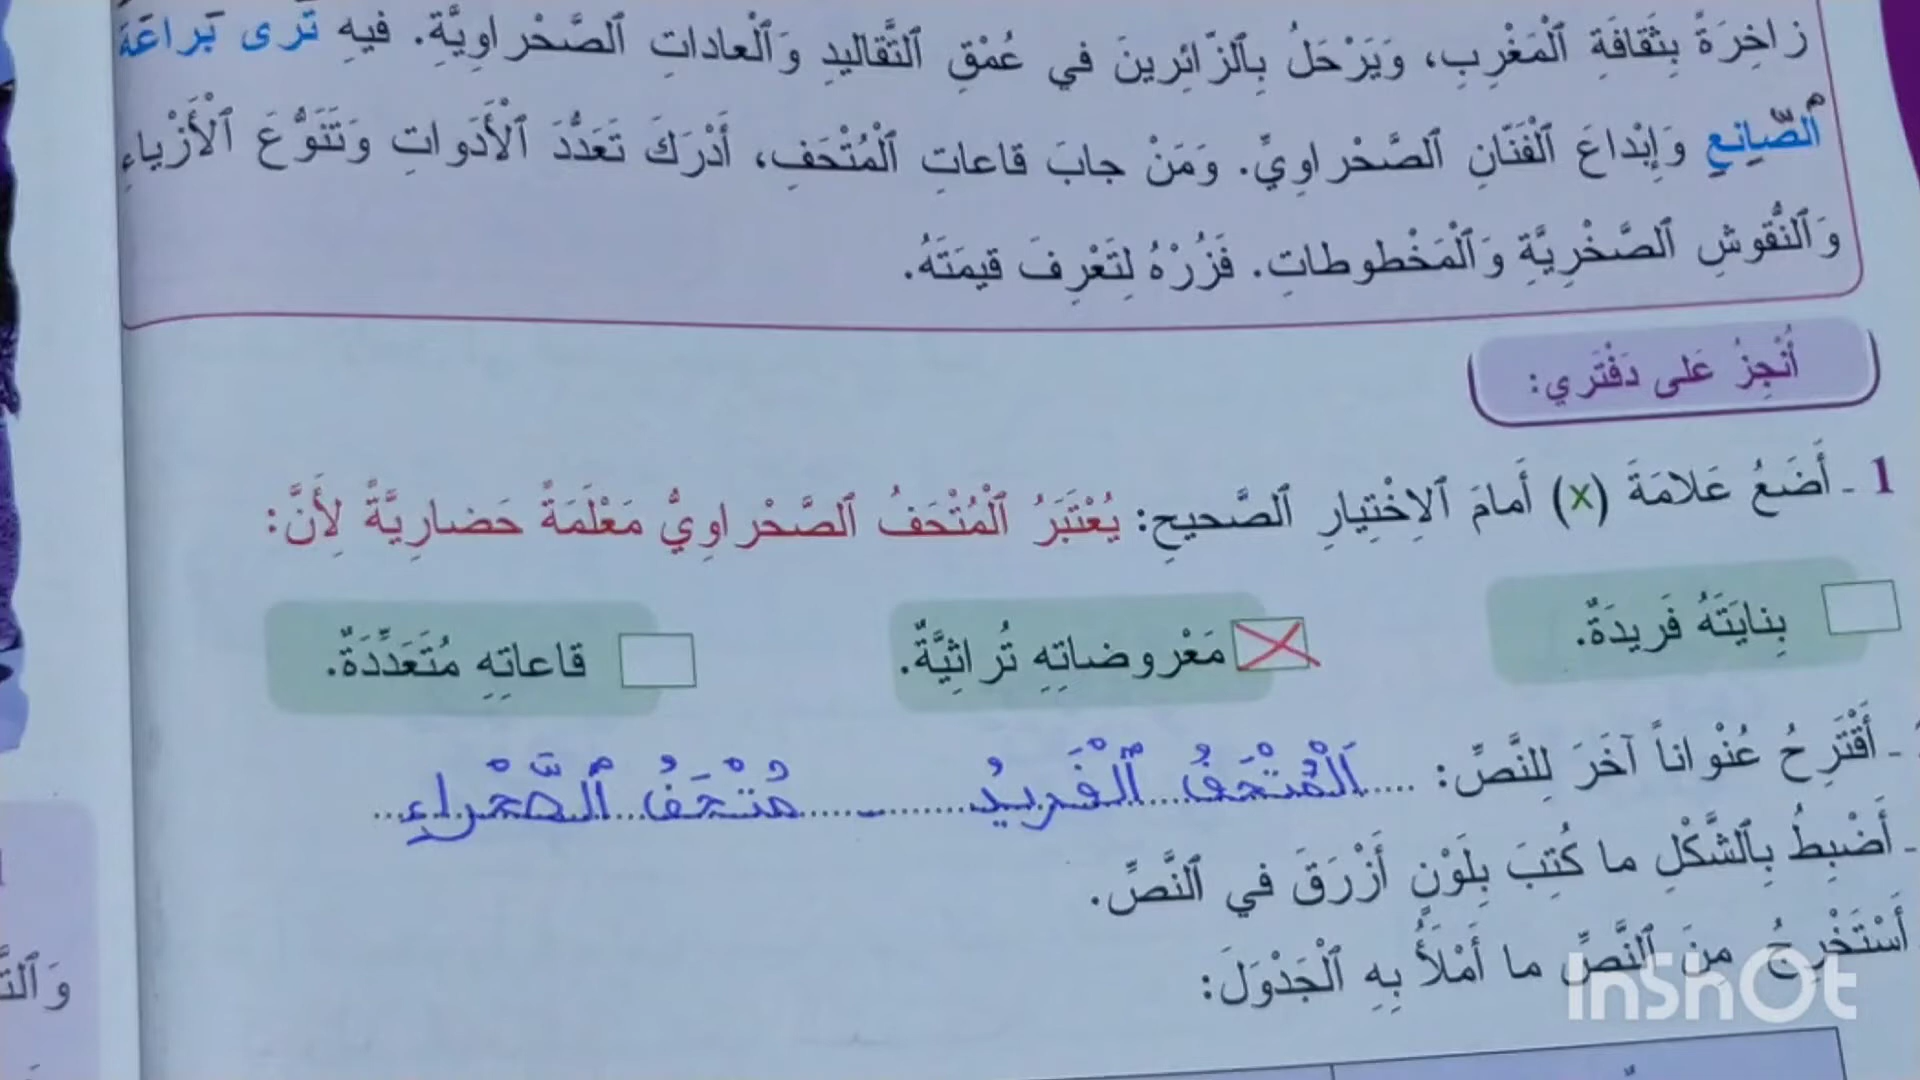 زاخِرَةً بِثَقافَةِ ٱلْمَغْرِبِ، وَيَرْحَلُ بِٱلزّائِرينَ في عُمْقِ ٱلتَّقاليدِ وَٱلْعاداتِ ٱلصَّحْراوِيَّةِ. فيهِ تَرى بَراعَةَ
ٱلصّانِعِ وَإِبْداعَ ٱلْفَنّانِ ٱلصَّحْراوِيِّ. وَمَنْ جابَ قاعاتِ ٱلْمُتْحَفِ، أَدْرَكَ تَعَدُّدَ ٱلْأَدَواتِ وَتَنَوُّعَ ٱلْأَزْياءِ
وَٱلنُّقوشِ ٱلصَّخْرِيَّةِ وَٱلْمَخْطوطاتِ. فَزُرْهُ لِتَعْرِفَ قيمَتَهُ.
أُنْجِزُ عَلى دَفْتَري:
1 - أَضَعُ عَلامَةَ (x) أَمامَ ٱلِاخْتِيارِ ٱلصَّحيحِ: يُعْتَبَرُ ٱلْمُتْحَفُ ٱلصَّحْراوِيُّ مَعْلَمَةً حَضارِيَّةً لِأَنَّ:
بِنايَتَهُ فَريدَةٌ. مَعْروضاتِهِ تُراثِيَّةٌ. قاعاتِهِ مُتَعَدِّدَةٌ.
- أَقْتَرِحُ عُنْواناً آخَرَ لِلنَّصِّ: .....اَلْمُتْحَفُ ٱلْفَريدُ ـ مُتْحَفُ ٱلصَّحْراءِ...
- أَضْبِطُ بِٱلشَّكْلِ ما كُتِبَ بِلَوْنٍ أَزْرَقَ في ٱلنَّصِّ.
أَسْتَخْرِجُ مِنَ ٱلنَّصِّ ما أَمْلَأُ بِهِ ٱلْجَدْوَلَ:
InShOt